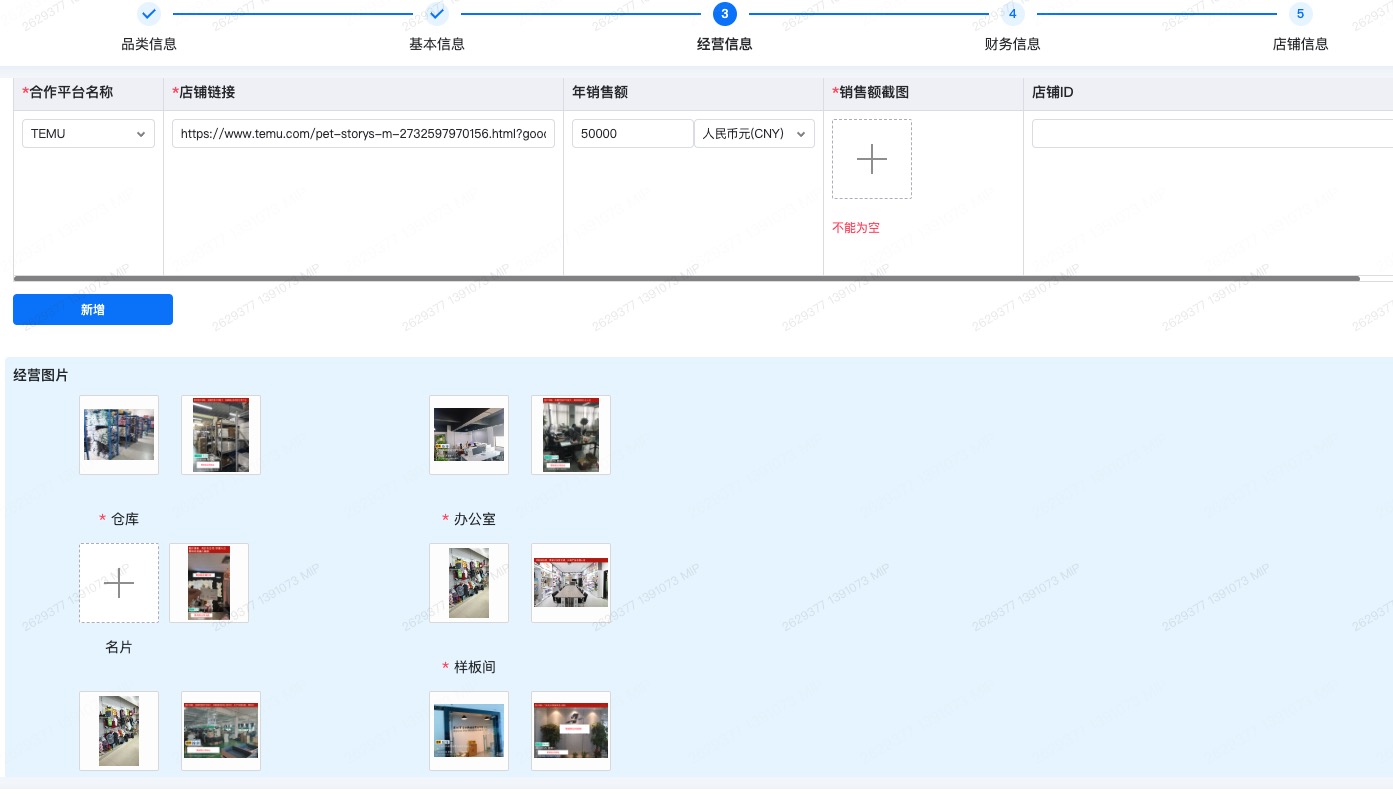 3
4
5
品类信息
基本信息
经营信息
财务信息
店铺信息
*合作平台名称
*店铺链接
年销售额
*销售额截图
店铺ID
TEMU
https://www.temu.com/pet-storys-m-2732597970156.html?good
50000
人民币元(CNY)
不能为空
新增
经营图片
* 仓库
* 办公室
名片
* 样板间
2629377 1391073 MIP